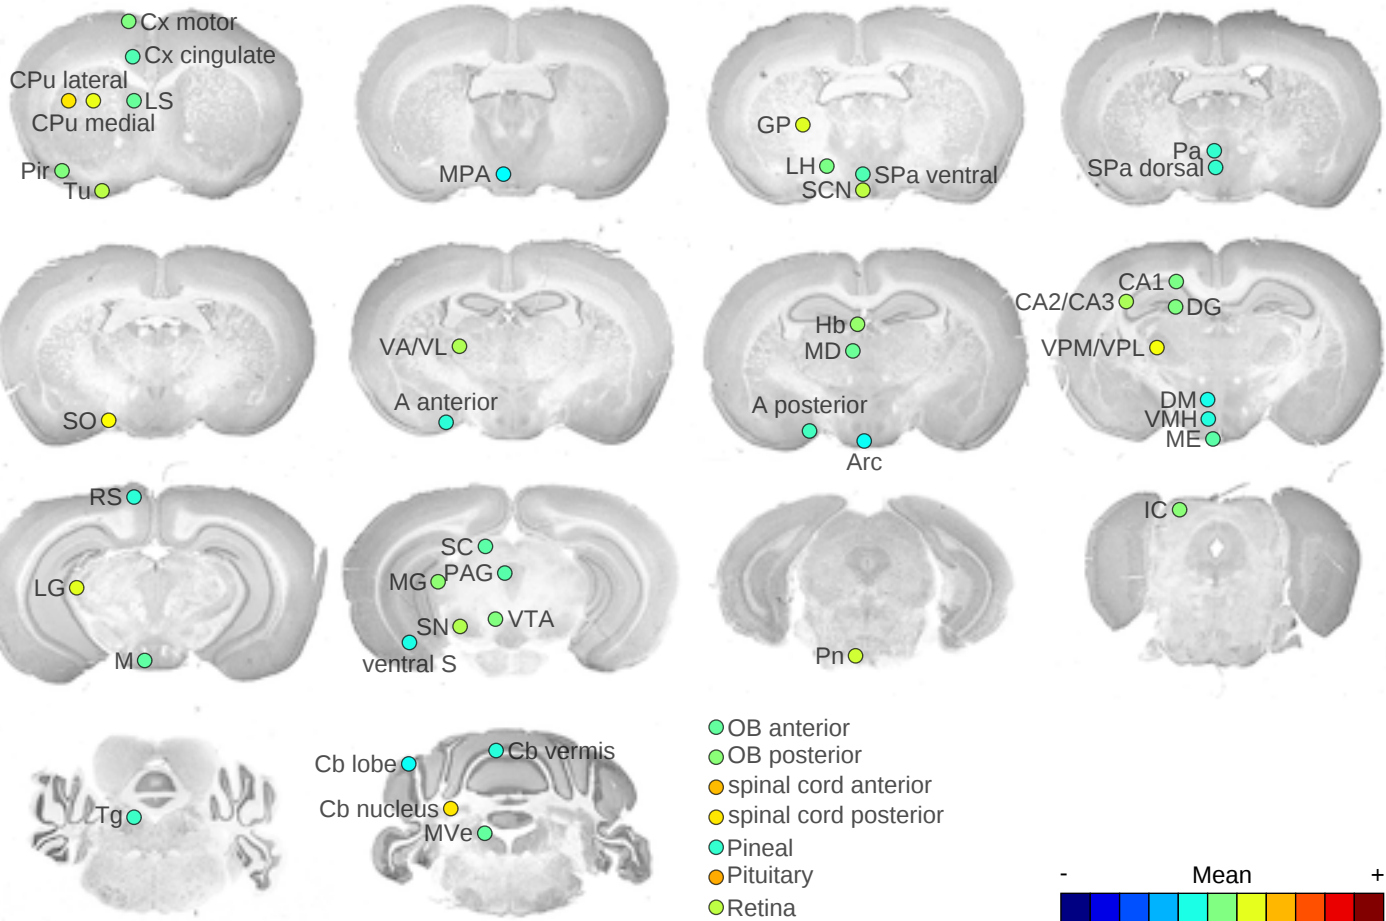 Cx motor
Cx cingulate
CPu lateral
LS
CPu medial
Pir
Tu
MPA
GP
LH
SPa ventral
SCN
Pa
SPa dorsal
SO
VA/VL
A anterior
Hb
MD
A posterior
Arc
CA1
CA2/CA3
DG
VPM/VPL
DM
VMH
ME
RS
LG
M
SC
PAG
MG
VTA
SN
ventral S
Pn
IC
Tg
Cb vermis
Cb lobe
Cb nucleus
MVe
OB anterior
OB posterior
spinal cord anterior
spinal cord posterior
Pineal
Pituitary
Retina
- Mean +